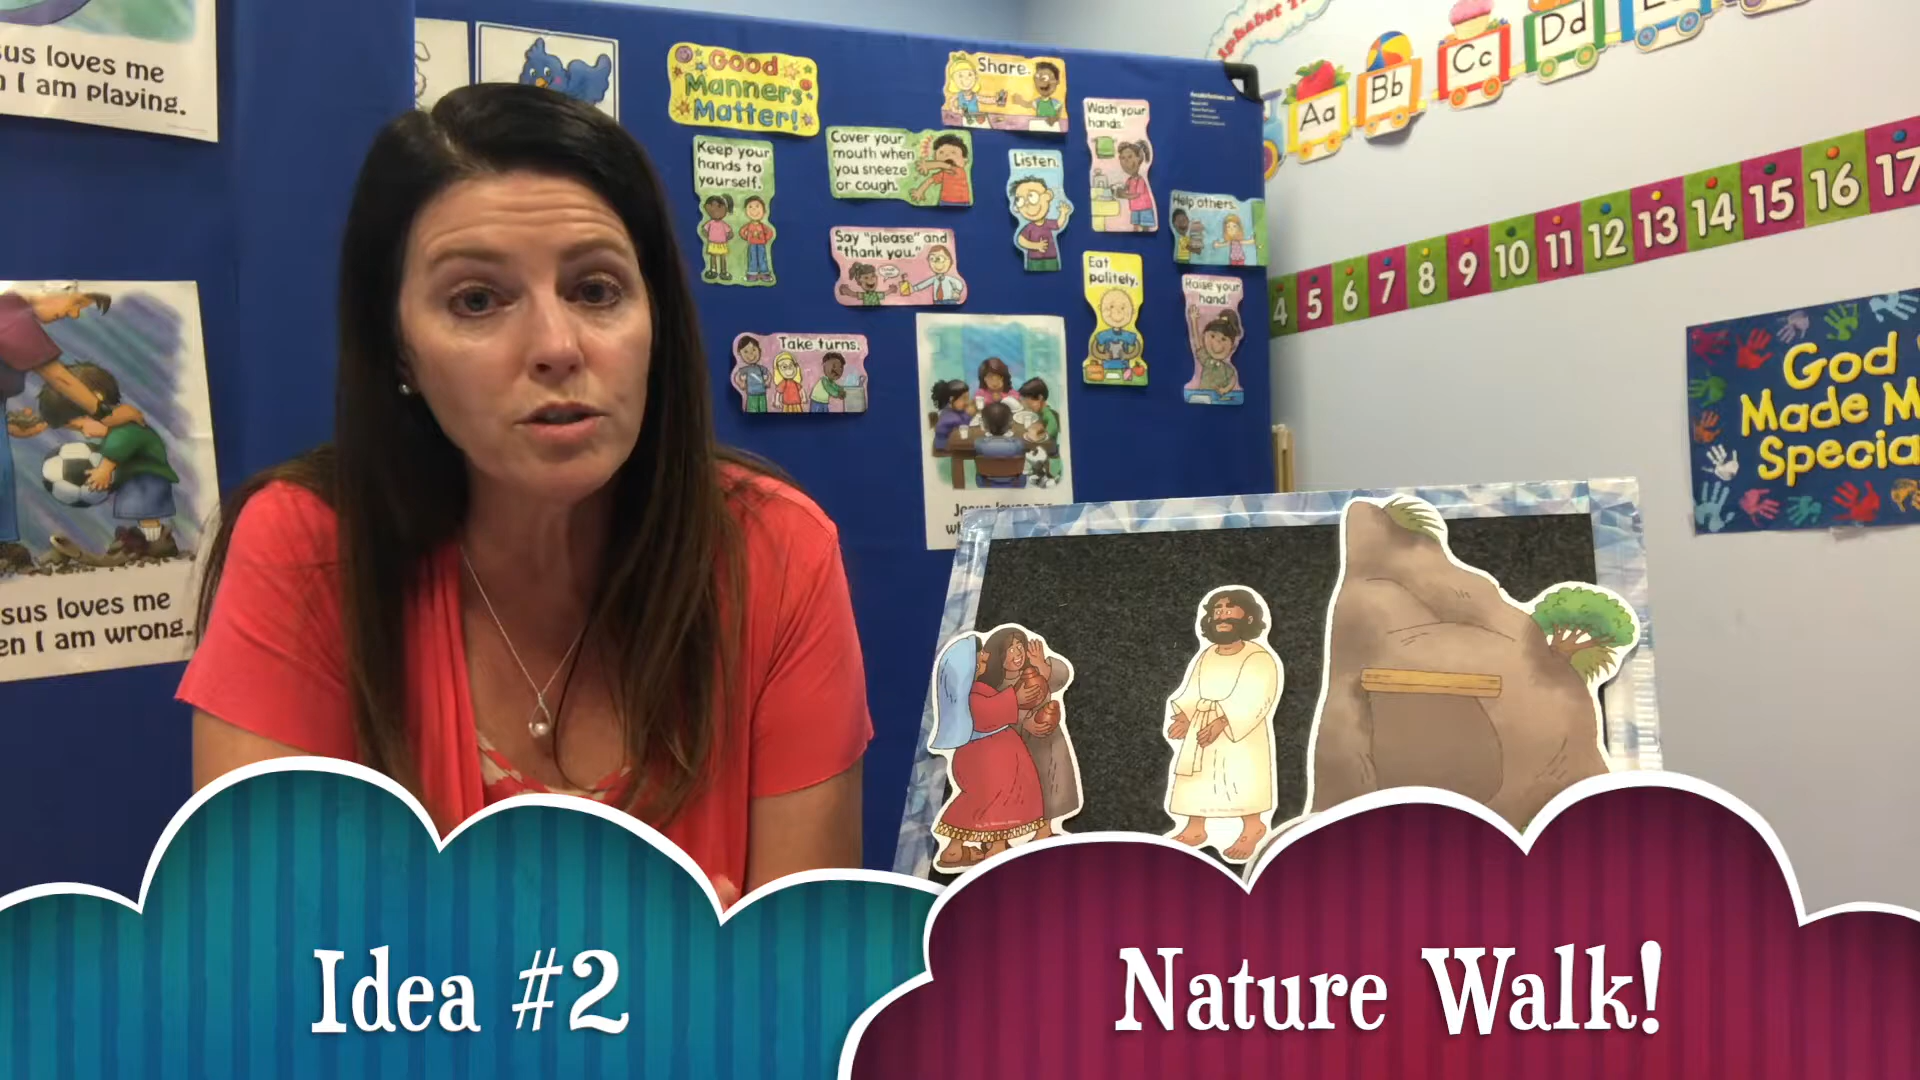 sus loves me
I am playing.
Good
Manners
Matter!
Share.
Keep your
hands to
yourself.
Cover your
mouth when
you sneeze
or cough.
Listen.
Wash your
hands.
Help others.
Say "please" and
"thank you."
Eat
politely.
Raise your
hand.
Take turns.
Aa
Bb
Cc
Dd
4 5 6 7 8 9 10 11 12 13 14 15 16 17
God
Made M
Specia
sus loves me
en I am wrong.
Idea #2
Nature Walk!